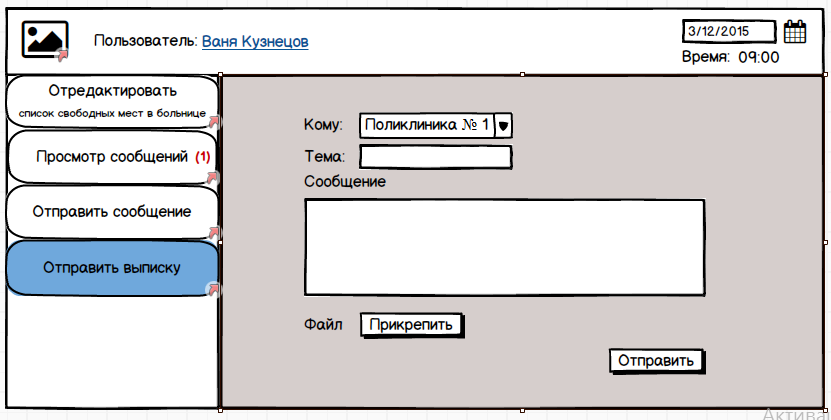 Пользователь: Ваня Кузнецов
3/12/2015
Время: 09:00
Отредактировать
список свободных мест в больнице
Просмотр сообщений (1)
Отправить сообщение
Отправить выписку
Кому: Поликлиника № 1
Тема:
Сообщение
Файл Прикрепить
Отправить